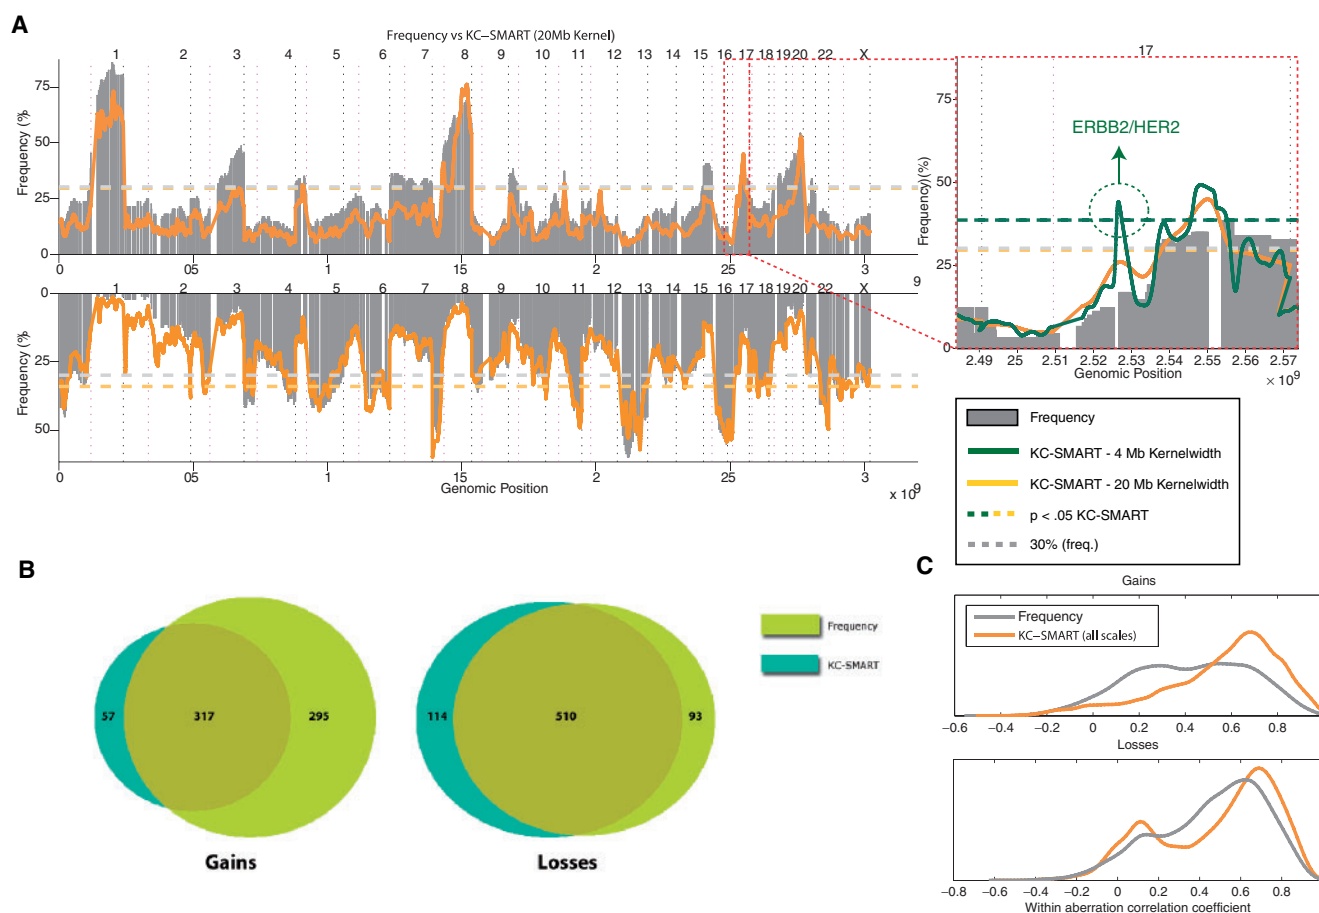 A
Frequency vs KC–SMART (20Mb Kernel)
1 2 3 4 5 6 7 8 9 10 11 12 13 14 15 16 17 18 19 20 22 X
Frequency (%
75
50
25
0
0 05 1 15 2 25 3
0
1 2 3 4 5 6 7 8 9 10 11 12 13 14 15 16 17 18 19 20 22 X
9
Frequency (%
25
50
0 05 1 15 2 25 3
Genomic Position
x 10^9
17
ERBB2/HER2
Frequency)(%)
75
50
25
0
2.49 25 2.51 2.52 2.53 2.54 2.55 2.56 2.57
Genomic Position
× 10^9
Frequency
KC-SMART - 4 Mb Kernelwidth
KC-SMART - 20 Mb Kernelwidth
p < .05 KC-SMART
30% (freq.)
B
57 317 295
Gains
114 510 93
Losses
Frequency
KC-SMART
C
Gains
Frequency
KC–SMART (all scales)
–0.6 –0.4 –0.2 0 0.2 0.4 0.6 0.8
Losses
–0.8 –0.6 –0.4 –0.2 0 0.2 0.4 0.6 0.8
Within aberration correlation coefficient